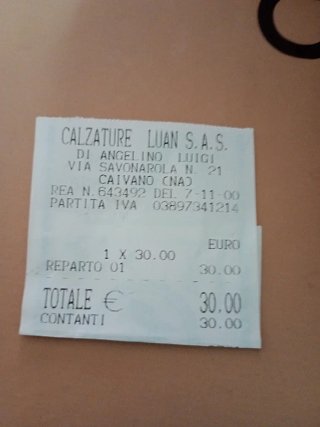 CALZATURE LUAN S.A.S.
DI ANGELINO LUIGI
VIA SAVONAROLA N. 21
CAIVANO (NA)
REA N.643492 DEL 7-11-00
PARTITA IVA 03897341214
EURO
1 X 30.00
REPARTO 01 30.00
TOTALE € 30.00
CONTANTI 30.00